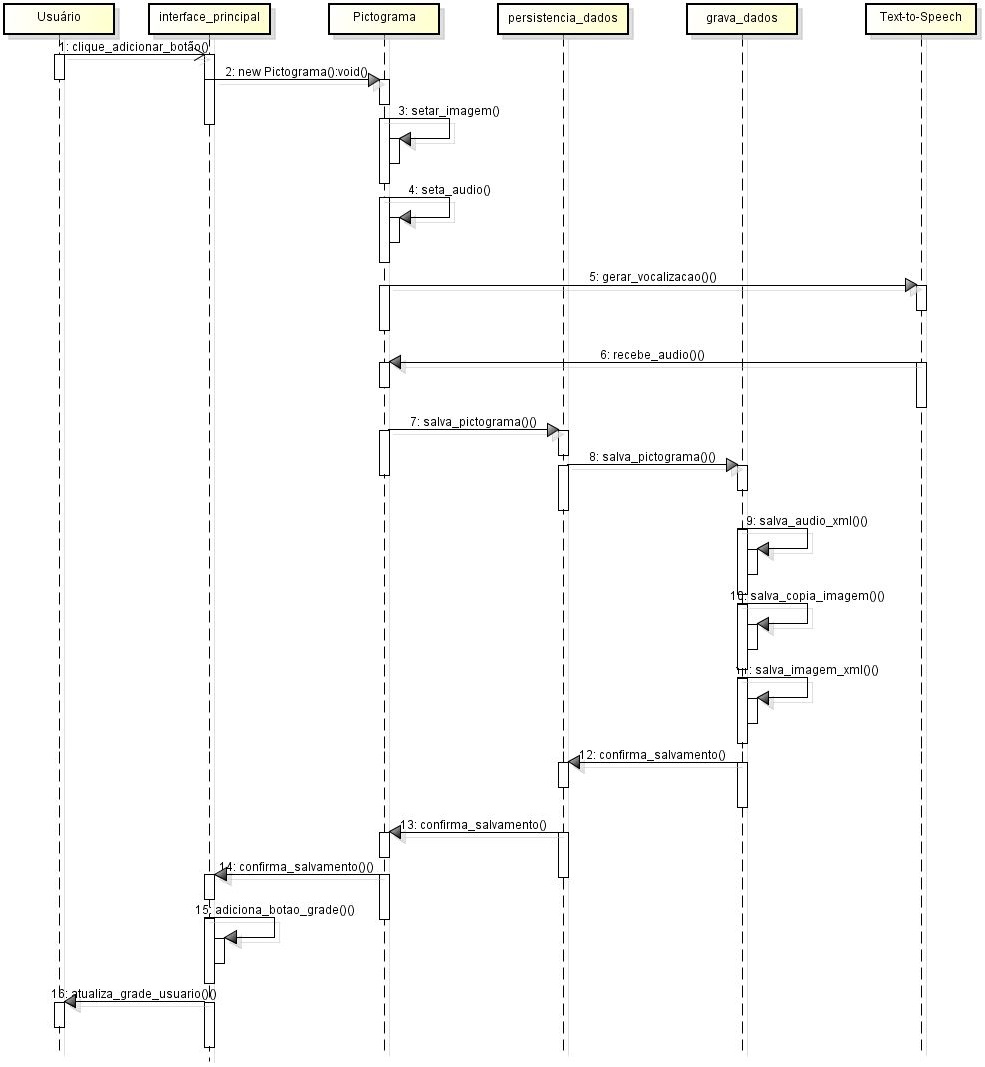 Usuário
interface_principal
Pictograma
persistencia_dados
grava_dados
Text-to-Speech
1: clique_adicionar_botão()
2: new Pictograma():void()
3: setar_imagem()
4: seta_audio()
5: gerar_vocalizacao()()
6: recebe_audio()()
7: salva_pictograma()()
8: salva_pictograma()()
9: salva_audio_xml()()
10: salva_copia_imagem()()
11: salva_imagem_xml()()
12: confirma_salvamento()
13: confirma_salvamento()
14: confirma_salvamento()()
15: adiciona_botao_grade()()
16: atualiza_grade_usuario()()